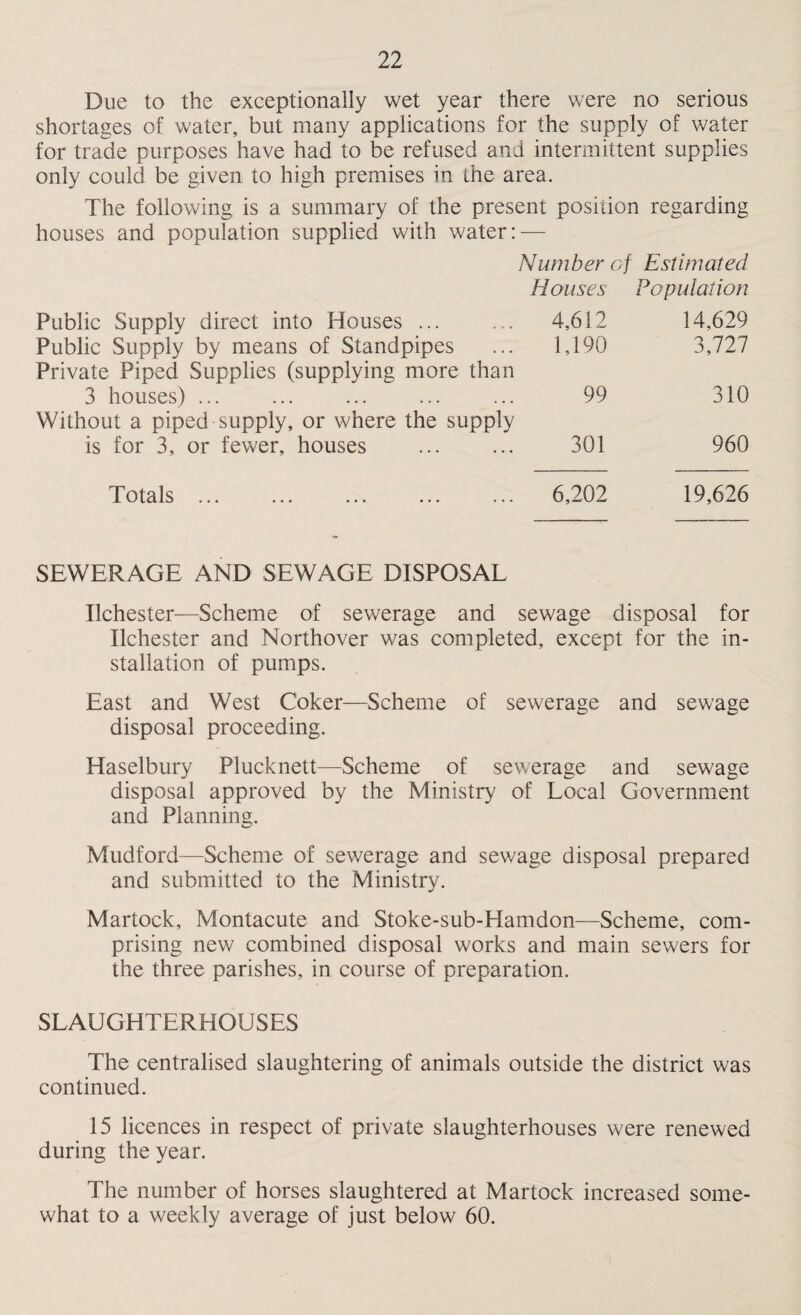 22
Due to the exceptionally wet year there were no serious
shortages of water, but many applications for the supply of water
for trade purposes have had to be refused and intermittent supplies
only could be given to high premises in the area.
The following is a summary of the present position regarding
houses and population supplied with water: —
Number of Estimated
Houses Population
Public Supply direct into Houses ... ... 4,612 14,629
Public Supply by means of Standpipes ... 1,190 3,727
Private Piped Supplies (supplying more than
3 houses) ... ... ... ... ... 99 310
Without a piped supply, or where the supply
is for 3, or fewer, houses ... ... 301 960
Totals ... ... ... ... ... 6,202 19,626
SEWERAGE AND SEWAGE DISPOSAL
Ilchester—Scheme of sewerage and sewage disposal for
Ilchester and Northover was completed, except for the in-
stallation of pumps.
East and West Coker—Scheme of sewerage and sewage
disposal proceeding.
Haselbury Plucknett—Scheme of sewerage and sewage
disposal approved by the Ministry of Local Government
and Planning.
Mudford—Scheme of sewerage and sewage disposal prepared
and submitted to the Ministry.
Martock, Montacute and Stoke-sub-Hamdon—Scheme, com-
prising new combined disposal works and main sewers for
the three parishes, in course of preparation.
SLAUGHTERHOUSES
The centralised slaughtering of animals outside the district was
continued.
15 licences in respect of private slaughterhouses were renewed
during the year.
The number of horses slaughtered at Martock increased some-
what to a weekly average of just below 60.